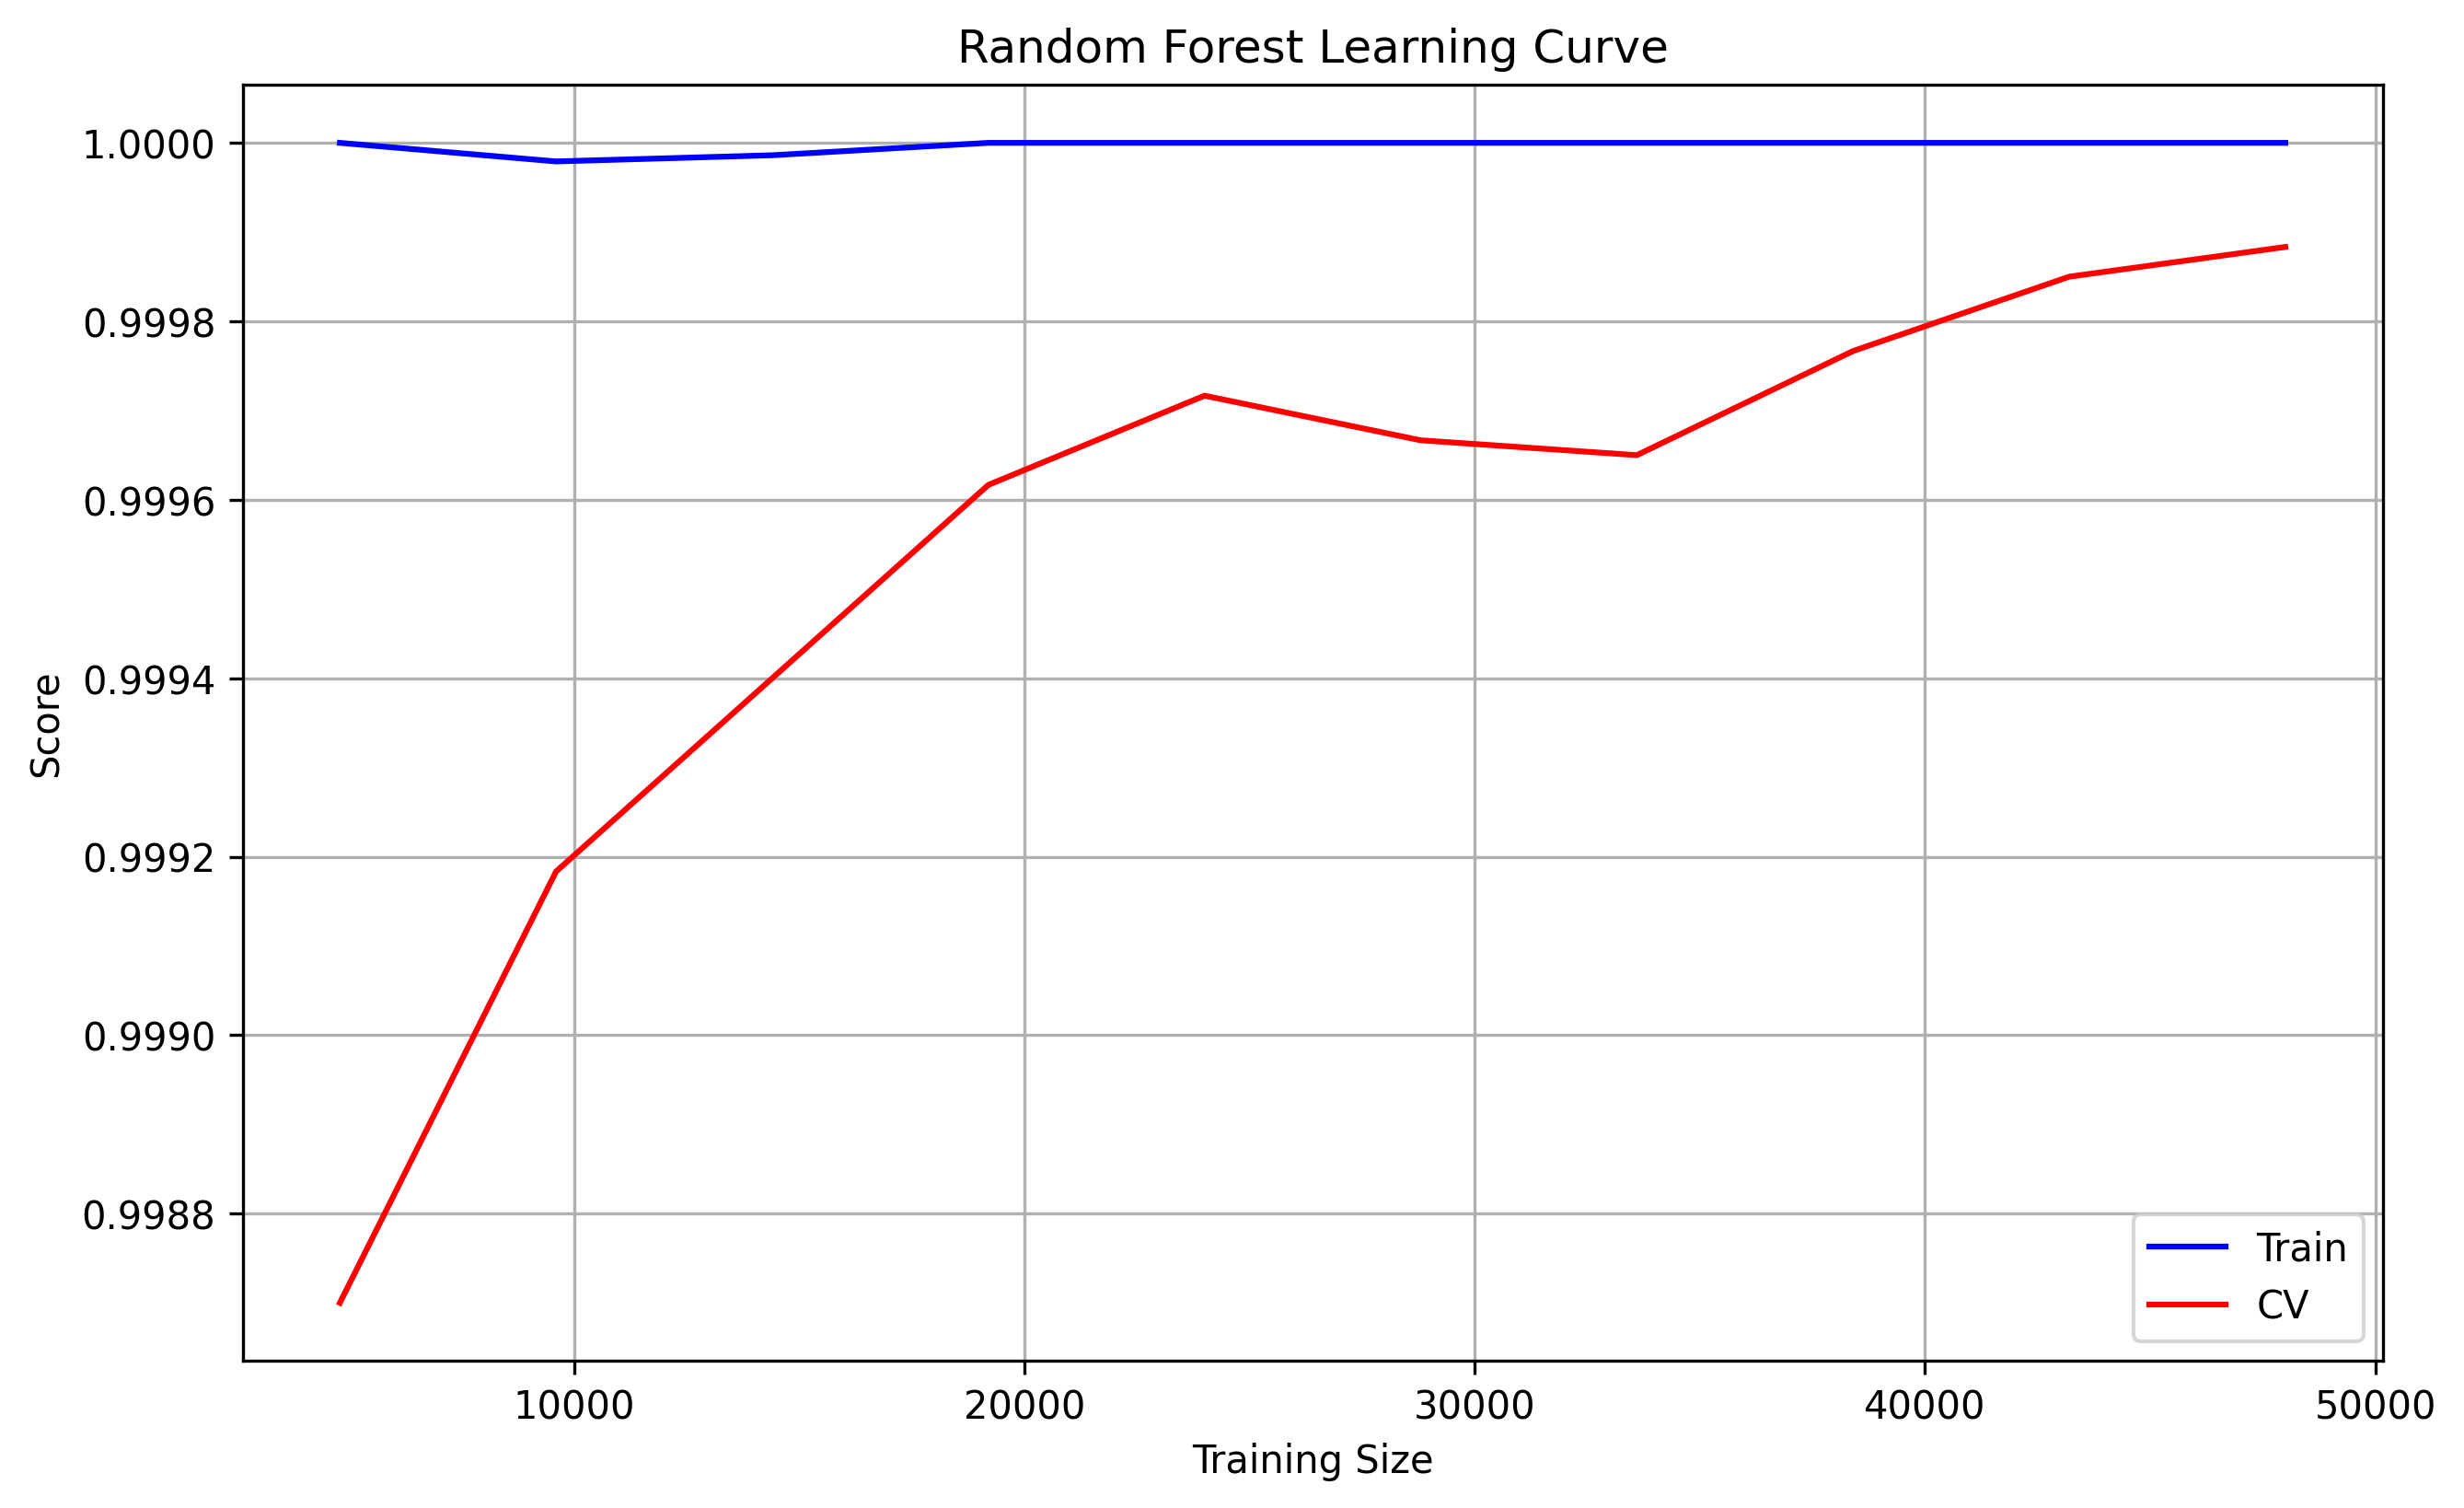 Random Forest Learning Curve
1.0000
0.9998
0.9996
0.9994
0.9992
0.9990
0.9988
Score
10000 20000 30000 40000 50000
Training Size
Train
CV